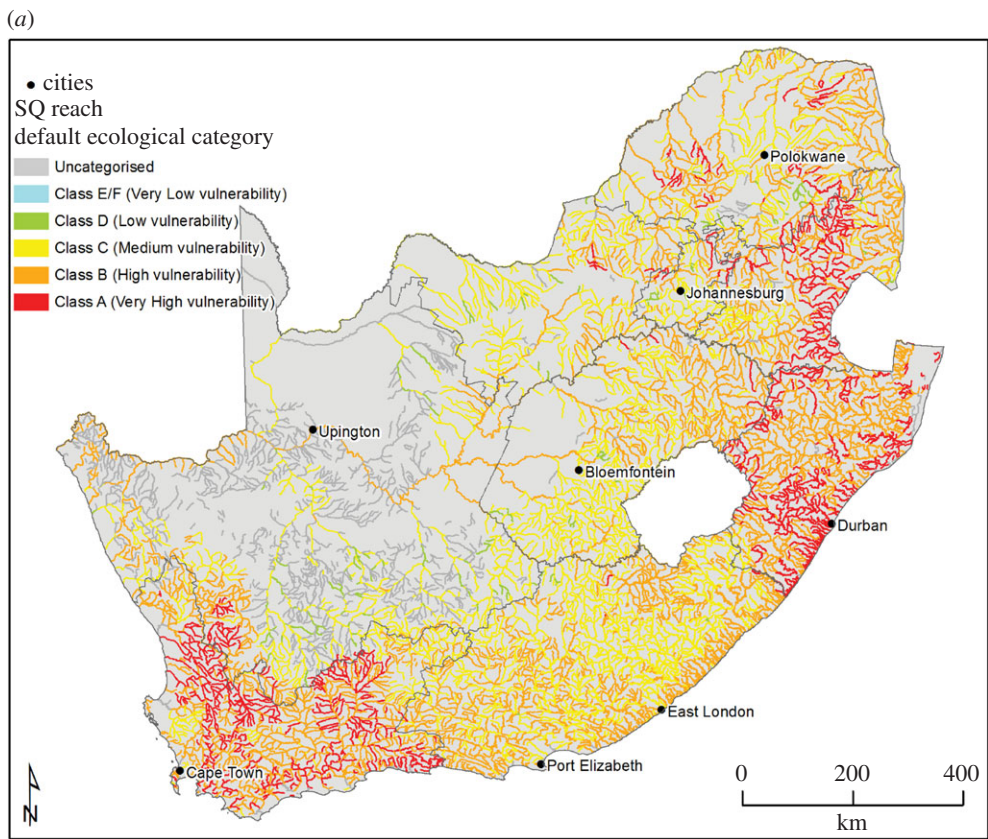 (a)
cities
SQ reach
default ecological category
Uncategorised
Class E/F (Very Low vulnerability)
Class D (Low vulnerability)
Class C (Medium vulnerability)
Class B (High vulnerability)
Class A (Very High vulnerability)
Polokwane
Johannesburg
Upington
Bloemfontein
Durban
East London
Port Elizabeth
Cape Town
N
0 200 400
km